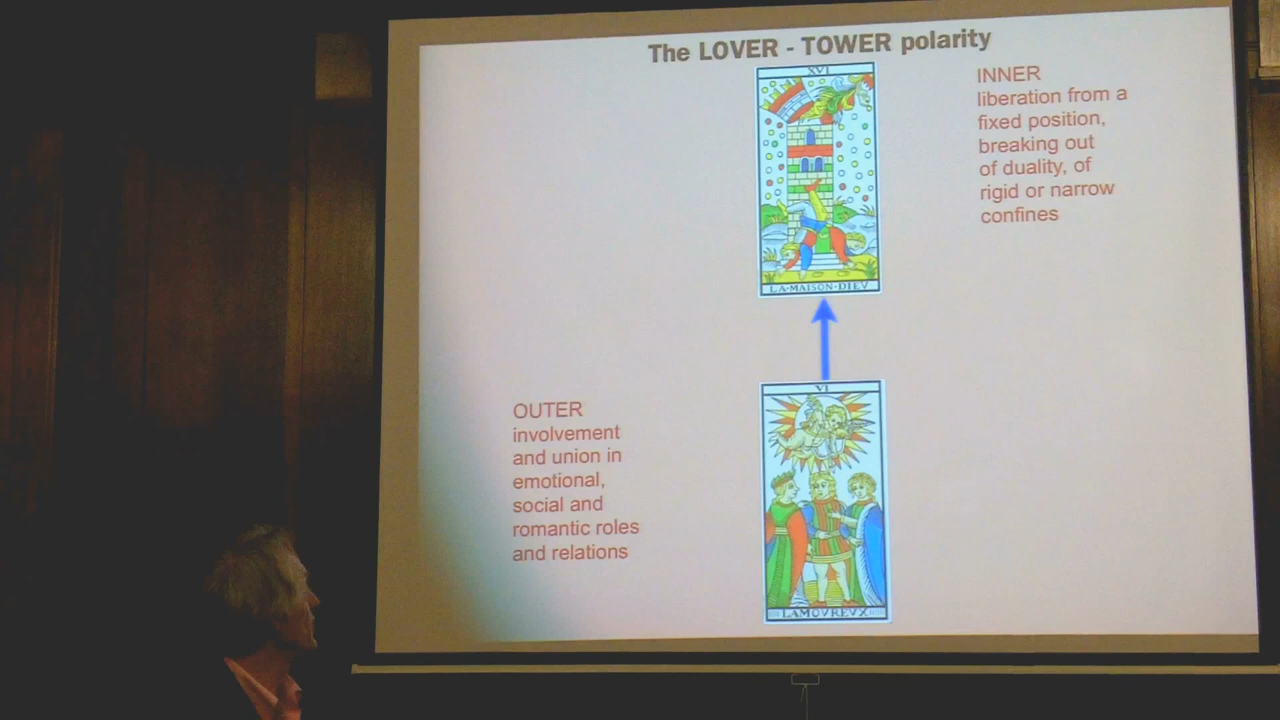 The LOVER - TOWER polarity
XVI
INNER
liberation from a
fixed position,
breaking out
of duality, of
rigid or narrow
confines
LA·MAISON·DIEV
OUTER
involvement
and union in
emotional,
social and
romantic roles
and relations
VI
LAMOVREVX